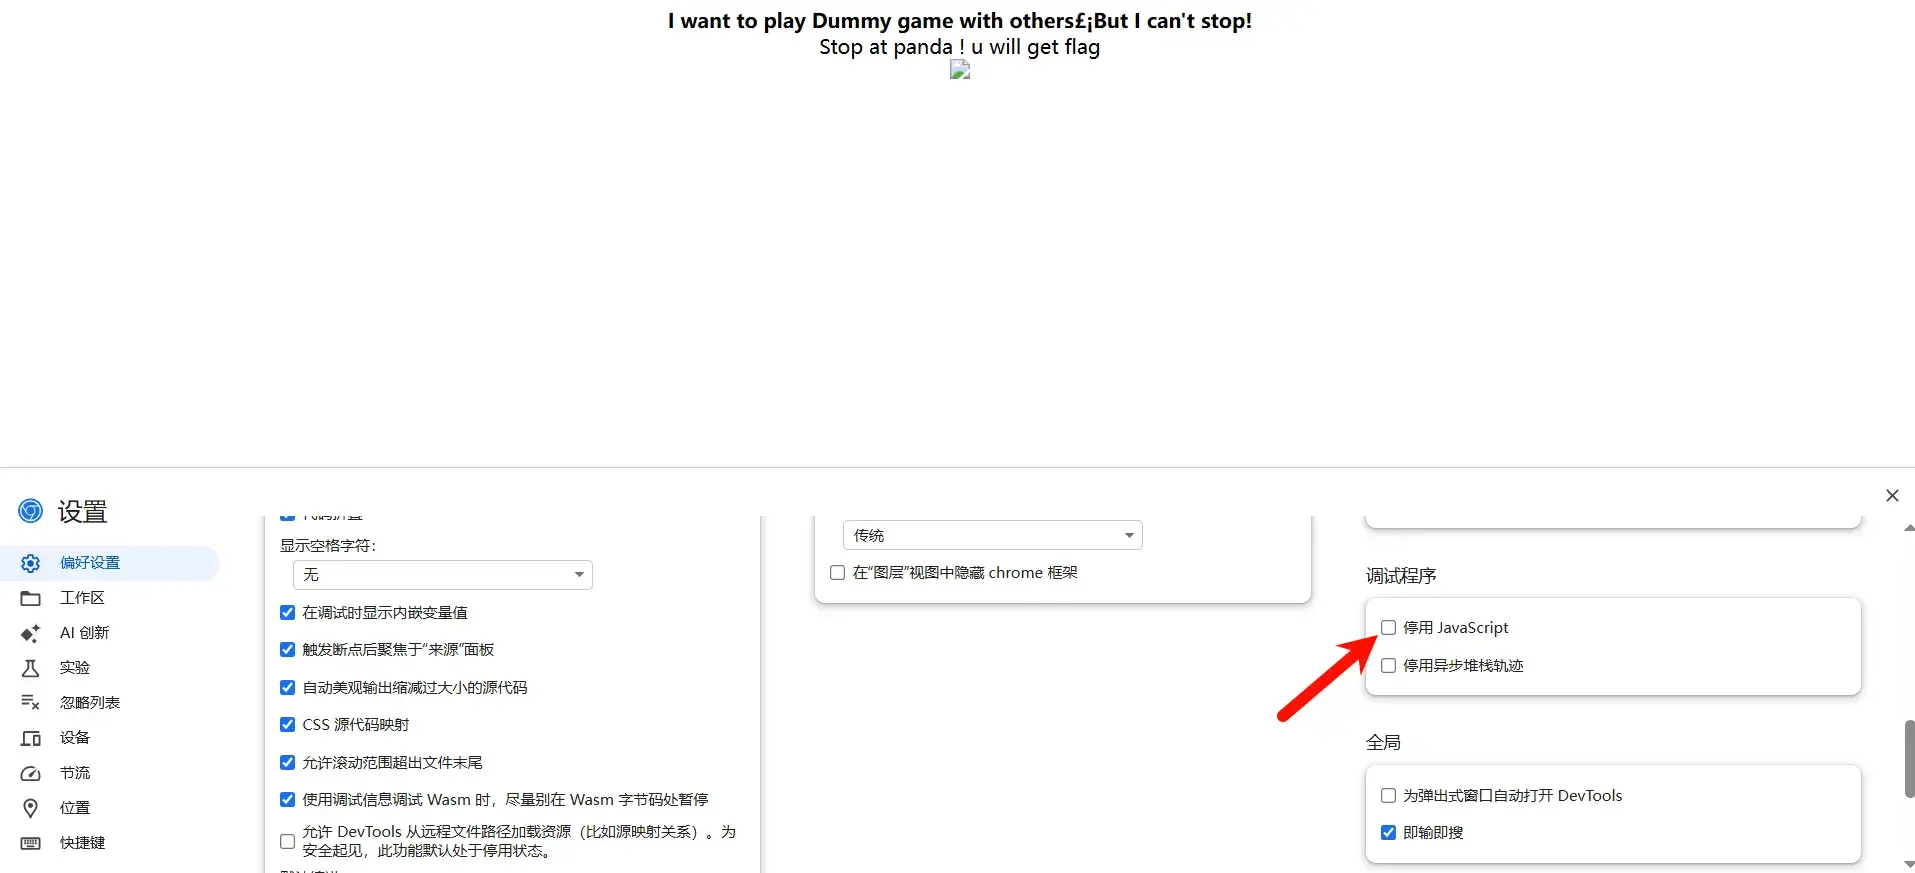 I want to play Dummy game with others£¡But I can't stop!
Stop at panda ! u will get flag
设置
偏好设置
工作区
AI 创新
实验
忽略列表
设备
节流
位置
快捷键
显示空格字符：
无
在调试时显示内嵌变量值
触发断点后聚焦于“来源”面板
自动美观输出缩减过大小的源代码
CSS 源代码映射
允许滚动范围超出文件末尾
使用调试信息调试 Wasm 时，尽量别在 Wasm 字节码处暂停
允许 DevTools 从远程文件路径加载资源（比如源映射关系）。为
安全起见，此功能默认处于停用状态。
传统
在“图层”视图中隐藏 chrome 框架
调试程序
停用 JavaScript
停用异步堆栈轨迹
全局
为弹出式窗口自动打开 DevTools
即输即搜